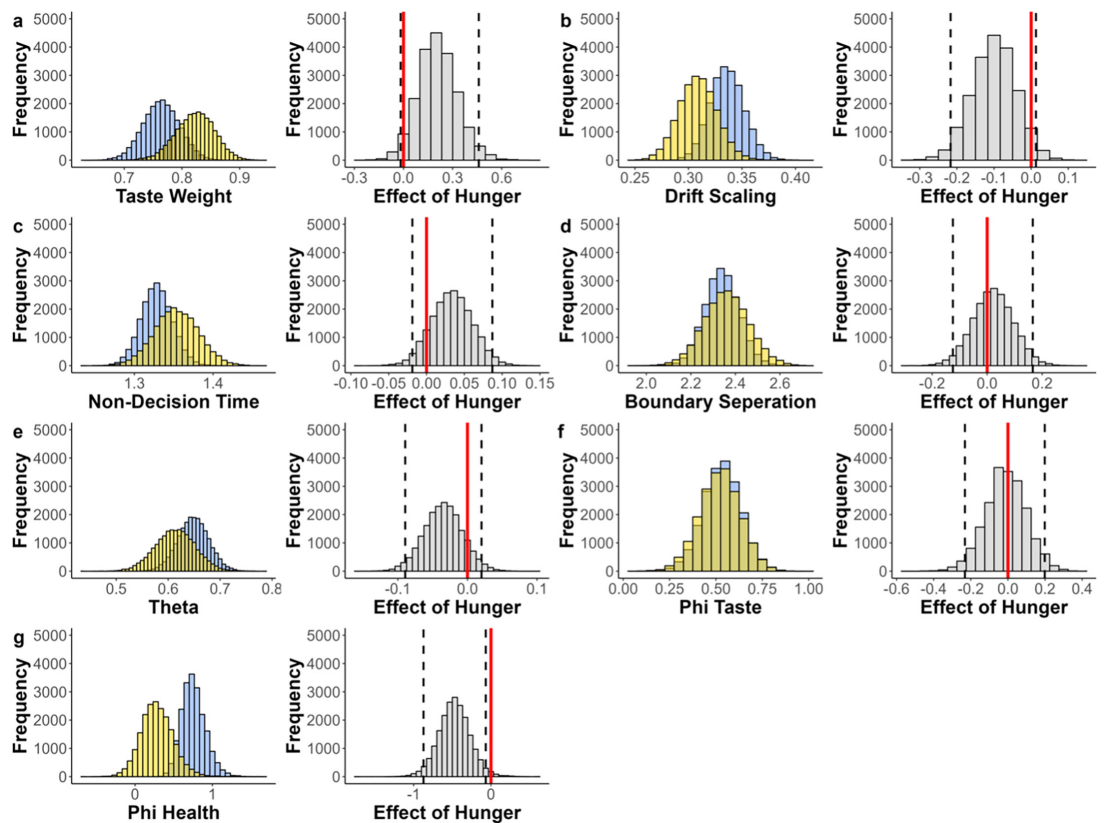 a
Frequency
5000
4000
3000
2000
1000
0
0.7 0.8 0.9
Taste Weight
Frequency
5000
4000
3000
2000
1000
0
-0.3 0.0 0.3 0.6
Effect of Hunger
b
Frequency
5000
4000
3000
2000
1000
0
0.25 0.30 0.35 0.40
Drift Scaling
Frequency
5000
4000
3000
2000
1000
0
-0.3 -0.2 -0.1 0.0 0.1
Effect of Hunger
c
Frequency
5000
4000
3000
2000
1000
0
1.3 1.4
Non-Decision Time
Frequency
5000
4000
3000
2000
1000
0
-0.10 -0.05 0.00 0.05 0.10 0.15
Effect of Hunger
d
Frequency
5000
4000
3000
2000
1000
0
2.0 2.2 2.4 2.6
Boundary Seperation
Frequency
5000
4000
3000
2000
1000
0
-0.2 0.0 0.2
Effect of Hunger
e
Frequency
5000
4000
3000
2000
1000
0
0.5 0.6 0.7 0.8
Theta
Frequency
5000
4000
3000
2000
1000
0
-0.1 0.0 0.1
Effect of Hunger
f
Frequency
5000
4000
3000
2000
1000
0
0.00 0.25 0.50 0.75 1.00
Phi Taste
Frequency
5000
4000
3000
2000
1000
0
-0.6 -0.4 -0.2 0.0 0.2 0.4
Effect of Hunger
g
Frequency
5000
4000
3000
2000
1000
0
0 1
Phi Health
Frequency
5000
4000
3000
2000
1000
0
-1 0
Effect of Hunger